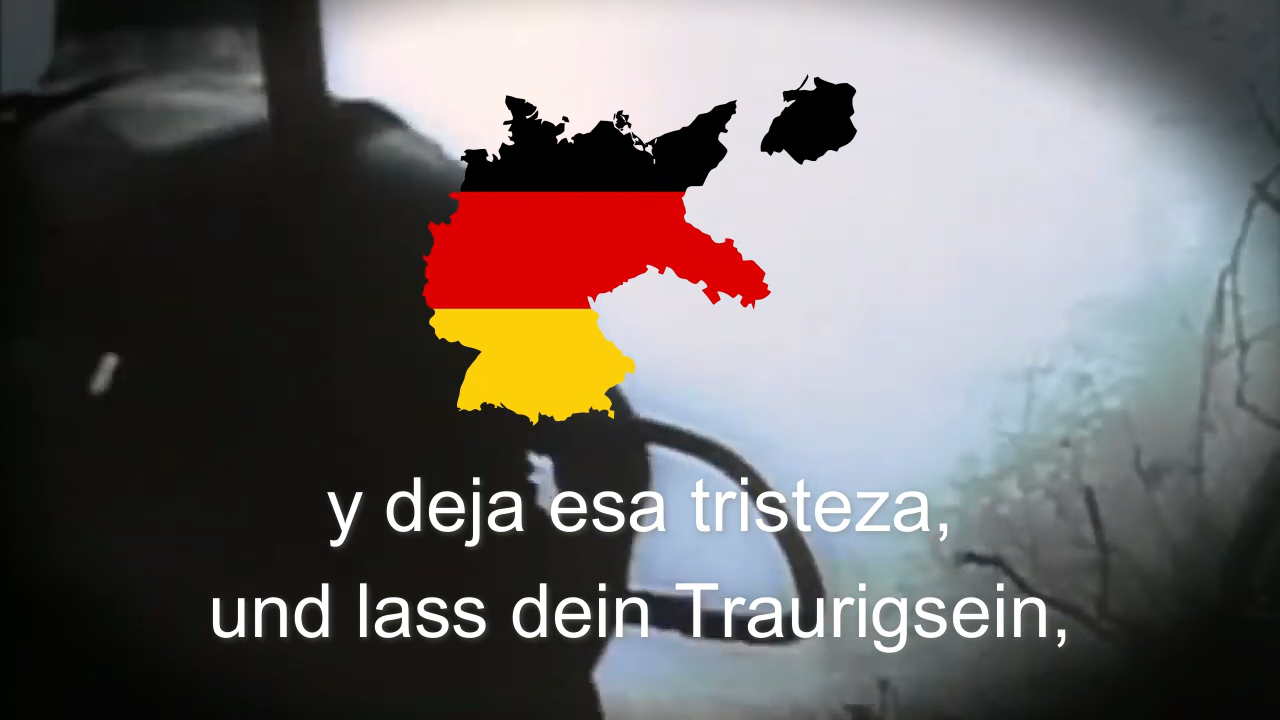 y deja esa tristeza,
und lass dein Traurigsein,